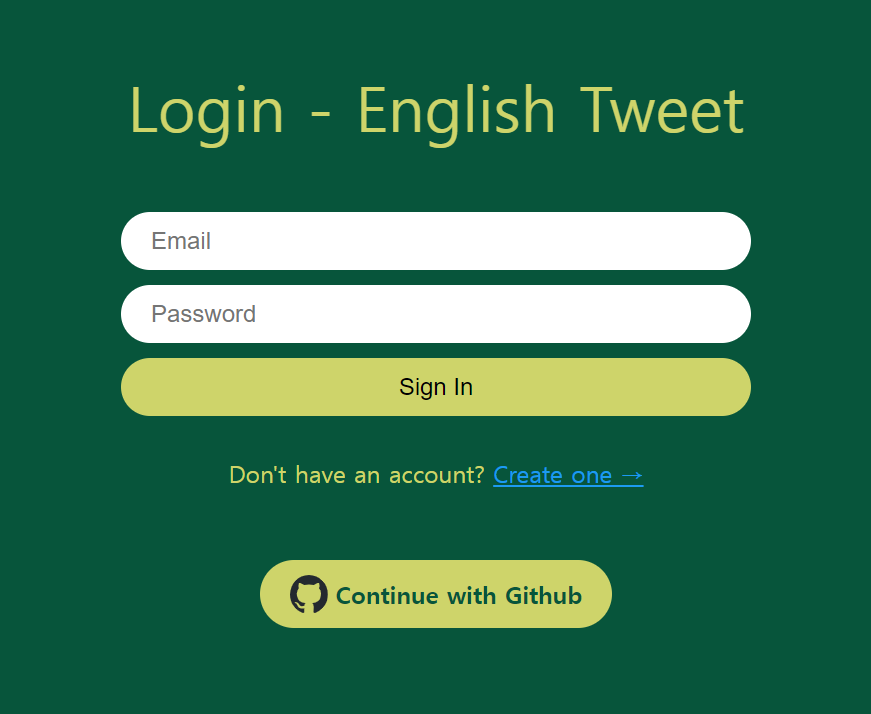 Login - English Tweet
Email
Password
Sign In
Don't have an account? Create one →
Continue with Github